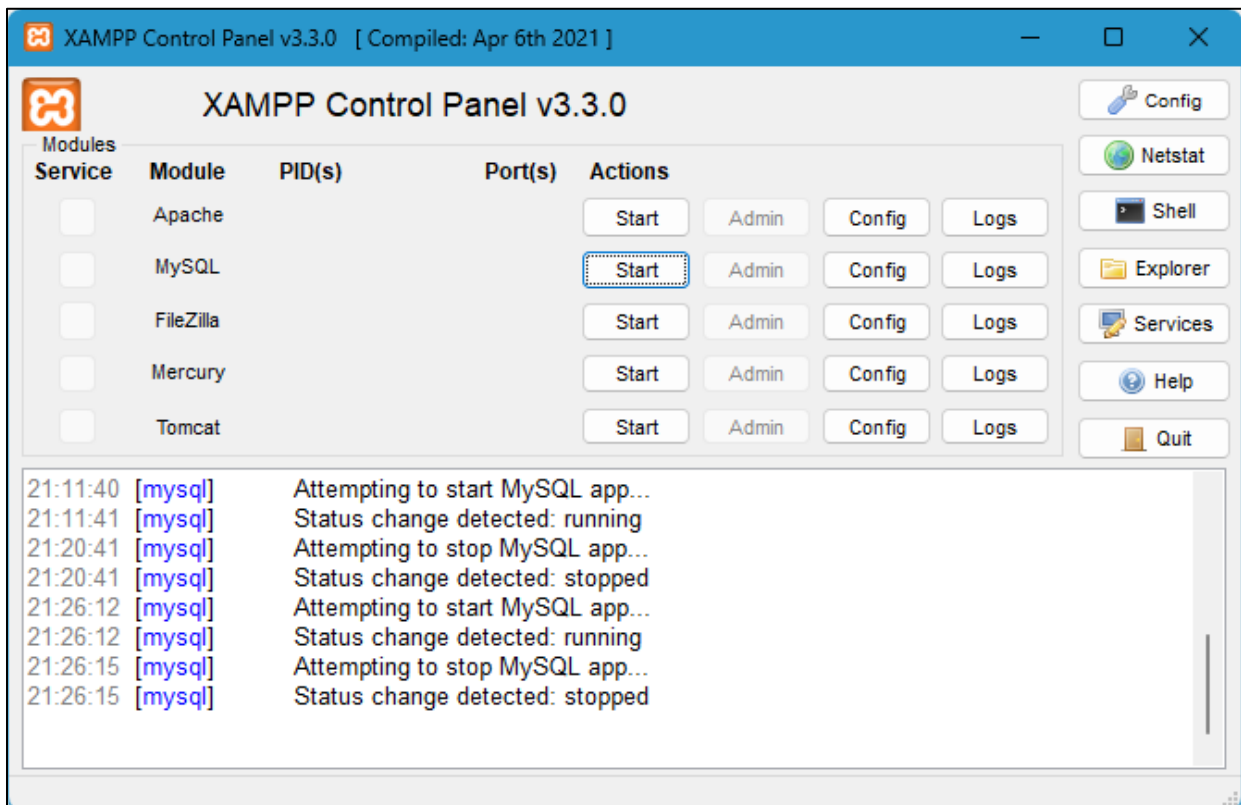 XAMPP Control Panel v3.3.0 [ Compiled: Apr 6th 2021 ]
XAMPP Control Panel v3.3.0
Config
Modules
Netstat
Service Module PID(s) Port(s) Actions
Apache Start Admin Config Logs
Shell
MySQL Start Admin Config Logs
Explorer
FileZilla Start Admin Config Logs
Services
Mercury Start Admin Config Logs
Help
Tomcat Start Admin Config Logs
Quit
21:11:40 [mysql] Attempting to start MySQL app...
21:11:41 [mysql] Status change detected: running
21:20:41 [mysql] Attempting to stop MySQL app...
21:20:41 [mysql] Status change detected: stopped
21:26:12 [mysql] Attempting to start MySQL app...
21:26:12 [mysql] Status change detected: running
21:26:15 [mysql] Attempting to stop MySQL app...
21:26:15 [mysql] Status change detected: stopped